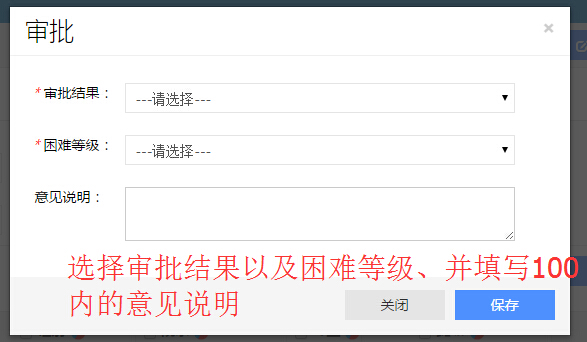 审批
×
*审批结果：
---请选择---
*困难等级：
---请选择---
意见说明：
选择审批结果以及困难等级、并填写100
内的意见说明
关闭
保存